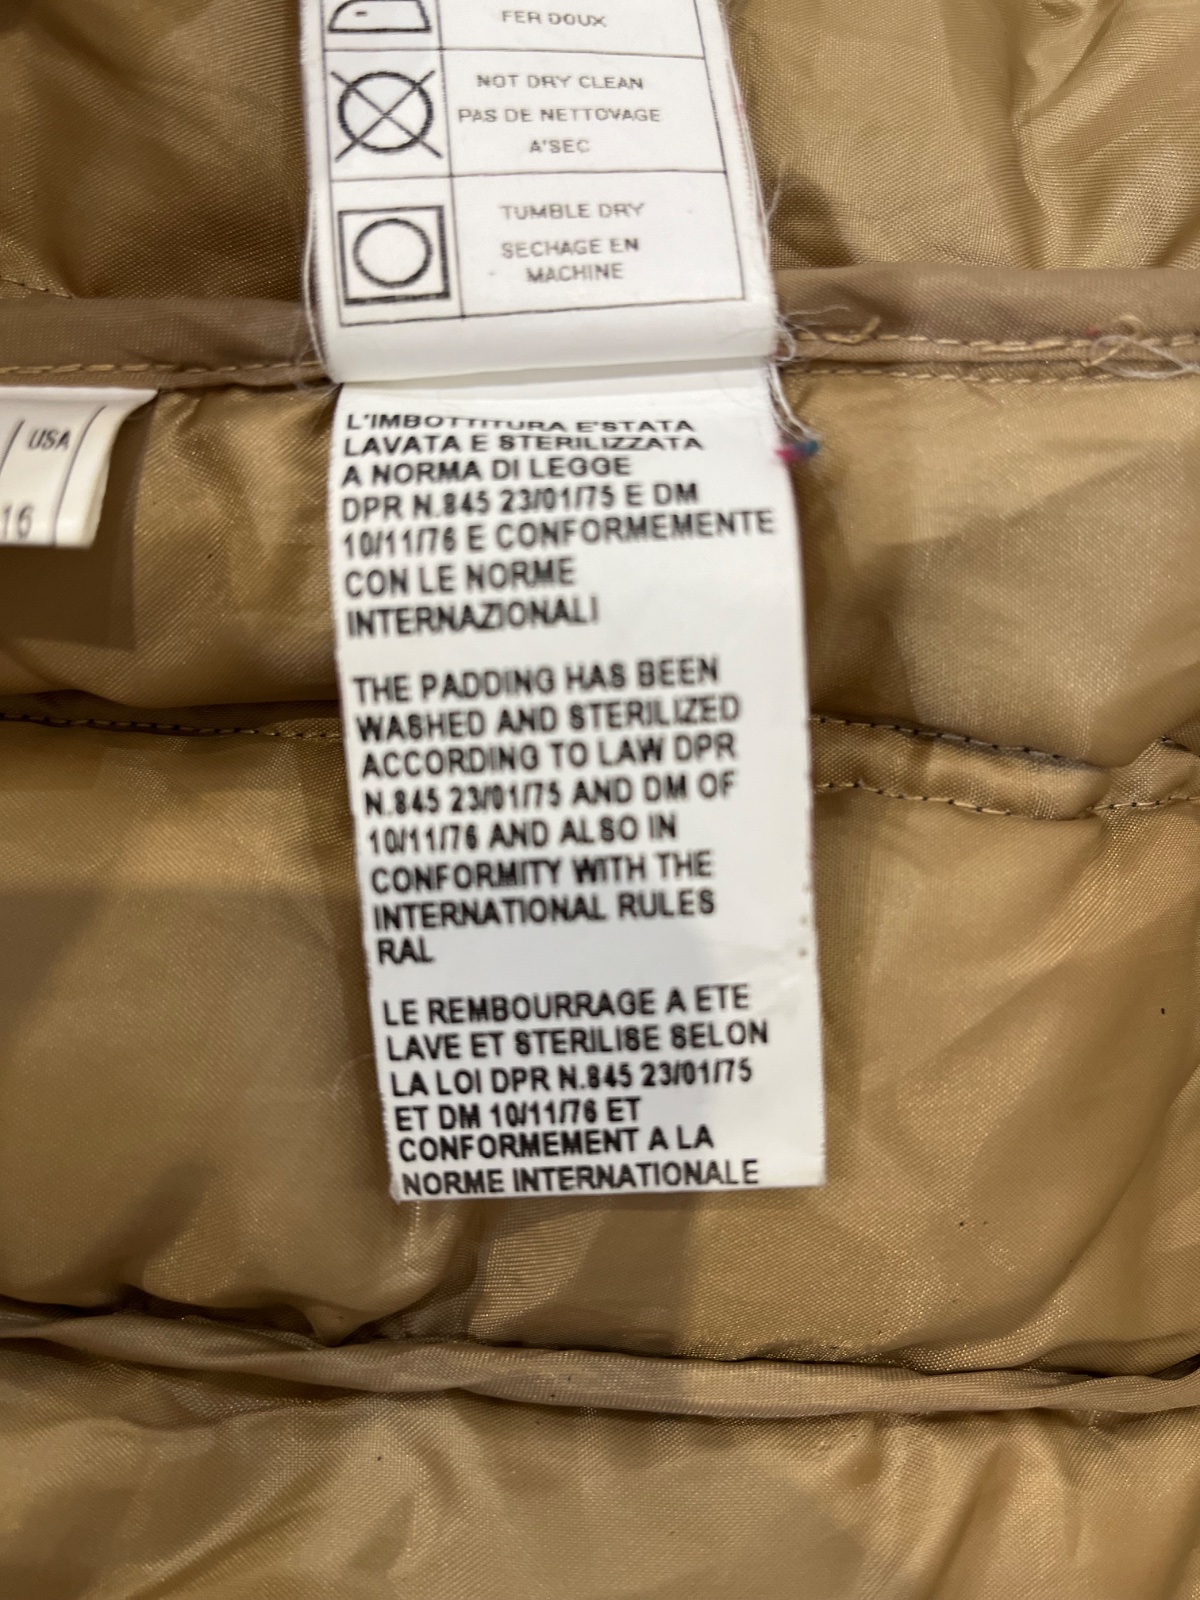 FER DOUX
NOT DRY CLEAN
PAS DE NETTOVAGE
A'SEC
TUMBLE DRY
SECHAGE EN
MACHINE
USA
16
L'IMBOTTITURA E'STATA
LAVATA E STERILIZZATA
A NORMA DI LEGGE
DPR N.845 23/01/75 E DM
10/11/76 E CONFORMEMENTE
CON LE NORME
INTERNAZIONALI
THE PADDING HAS BEEN
WASHED AND STERILIZED
ACCORDING TO LAW DPR
N.845 23/01/75 AND DM OF
10/11/76 AND ALSO IN
CONFORMITY WITH THE
INTERNATIONAL RULES
RAL
LE REMBOURRAGE A ETE
LAVE ET STERILISE SELON
LA LOI DPR N.845 23/01/75
ET DM 10/11/76 ET
CONFORMEMENT A LA
NORME INTERNATIONALE